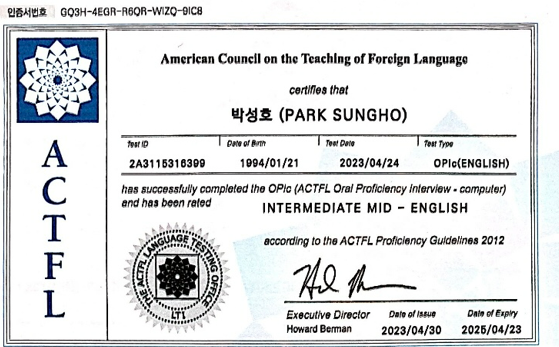 인증서번호 GQ3H-4EGR-R6QR-WIZQ-9IC8
American Council on the Teaching of Foreign Language
certifies that
박성호 (PARK SUNGHO)
Test ID Date of Birth Test Date Test Type
2A3115316399 1994/01/21 2023/04/24 OPIc(ENGLISH)
has successfully completed the OPIc (ACTFL Oral Proficiency Interview - computer)
and has been rated INTERMEDIATE MID - ENGLISH
according to the ACTFL Proficiency Guidelines 2012
ACTFL
THE ACTFL LANGUAGE TESTING OFFICE
LTI
Executive Director Date of Issue Date of Expiry
Howard Berman 2023/04/30 2025/04/23